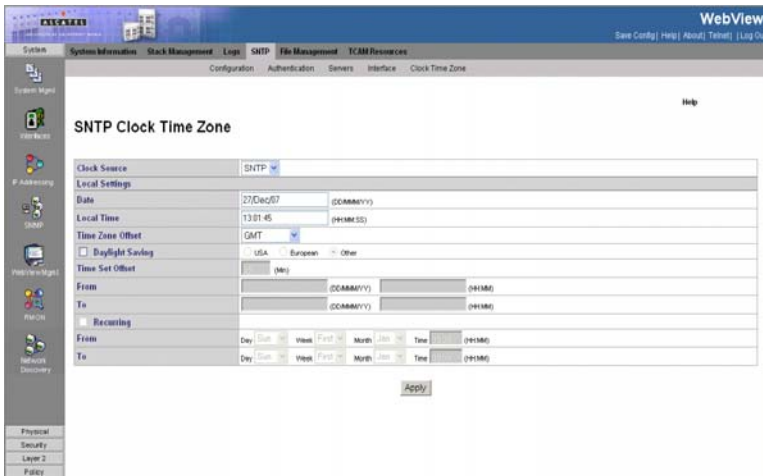 ALCATEL
WebView
Save Config| Help| About| Telnet| |Log Ou
System
System Information Stack Management Logs SNTP File Management TCAM Resources
Configuration Authentication Servers Interface Clock Time Zone
System Mgmt
Interfaces
IP Addressing
SNMP
WebView Mgmt
RMON
Network Discovery
Physical
Security
Layer 2
Policy
Help
SNTP Clock Time Zone
Clock Source SNTP
Local Settings
Date 27/Dec/07 (DD/MMM/YY)
Local Time 13:01:45 (HH:MM:SS)
Time Zone Offset GMT
Daylight Saving USA European Other
Time Set Offset (Min)
From (DD/MMM/YY) (HH:MM)
To (DD/MMM/YY) (HH:MM)
Recurring
From Day Sun Week First Month Jan Time (HH:MM)
To Day Sun Week First Month Jan Time (HH:MM)
Apply